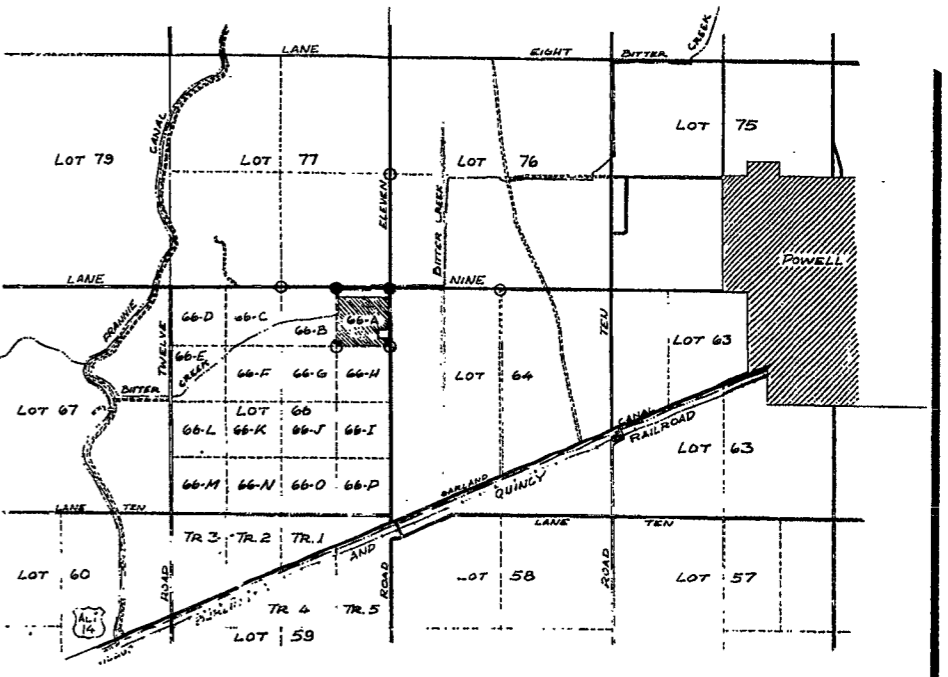 LANE EIGHT BITTER CREEK
LOT 75
CANAL
LOT 79
LOT 77
LOT 76
ELEVEN
BITTER CREEK
POWELL
LANE NINE
66-D 66-C 66-B 66-A
PRAIRIE
TWELVE
TEN
LOT 63
66-E
CREEK
66-F 66-G 66-H
LOT 64
BITTER
LOT 67
LOT 66
66-L 66-K 66-J 66-I
CANAL
RAILROAD
LOT 63
66-M 66-N 66-O 66-P
GARLAND
QUINCY
LANE TEN
LANE TEN
TR 3 TR. 2 TR. 1
AND
LOT 60
ROAD
ROAD
LOT 58
ROAD
LOT 57
TR 4 TR. 5
ALT
14
LOT 59